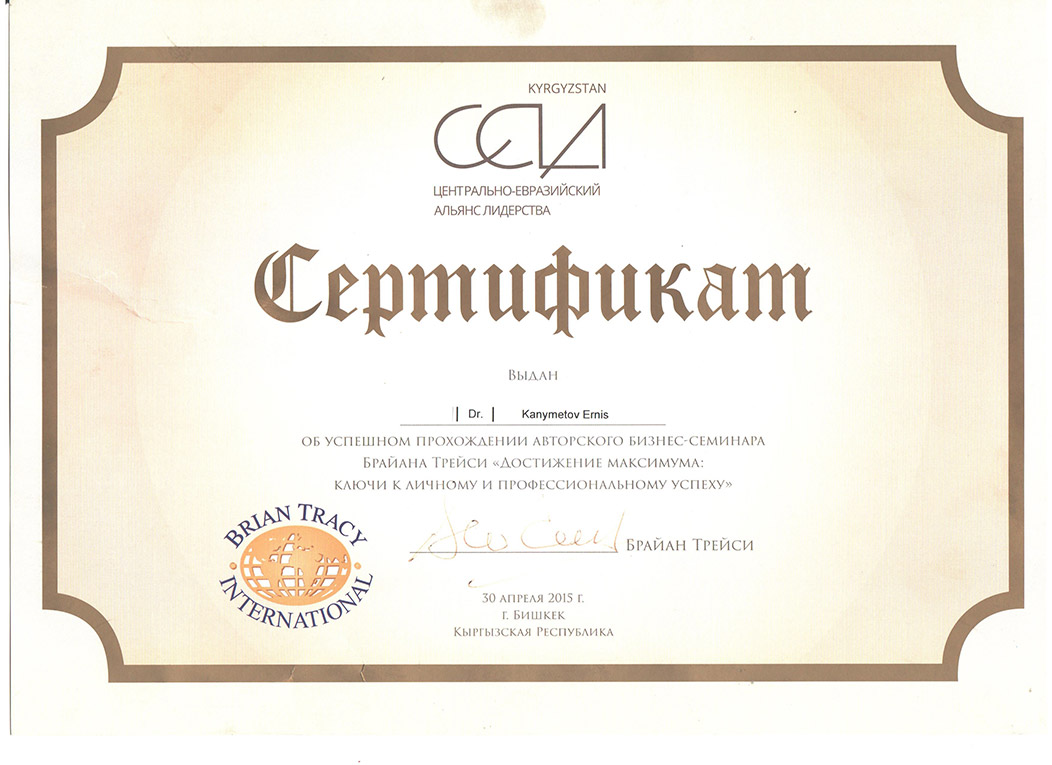 KYRGYZSTAN
ЦЕНТРАЛЬНО-ЕВРАЗИЙСКИЙ
АЛЬЯНС ЛИДЕРСТВА
Сертификат
Выдан
| Dr. | Kanymetov Ernis
об успешном прохождении авторского бизнес-семинара
Брайана Трейси «Достижение максимума:
ключи к личному и профессиональному успеху»
BRIAN TRACY
INTERNATIONAL
Брайан Трейси
30 апреля 2015 г.
г. Бишкек
Кыргызская Республика